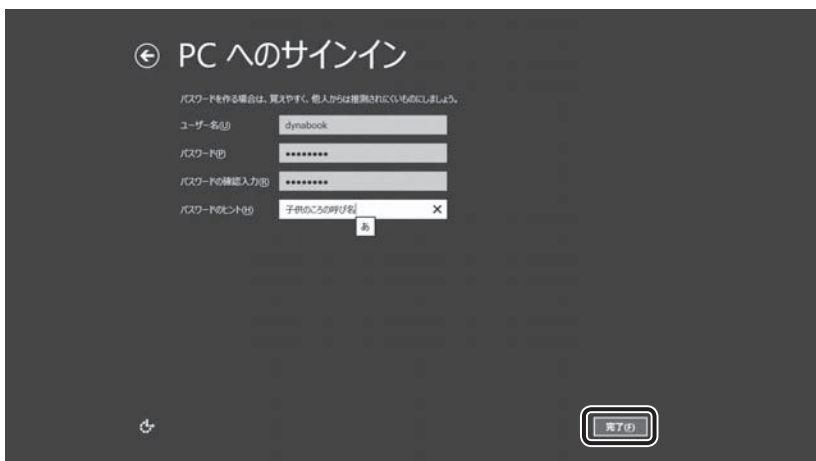 PC へのサインイン
パスワードを作る場合は、覚えやすく、他人からは推測されにくいものにしましょう。
ユーザー名(U)
dynabook
パスワード(P)
••••••••
パスワードの確認入力(R)
••••••••
パスワードのヒント(H)
子供のころの呼び名
あ
完了(F)